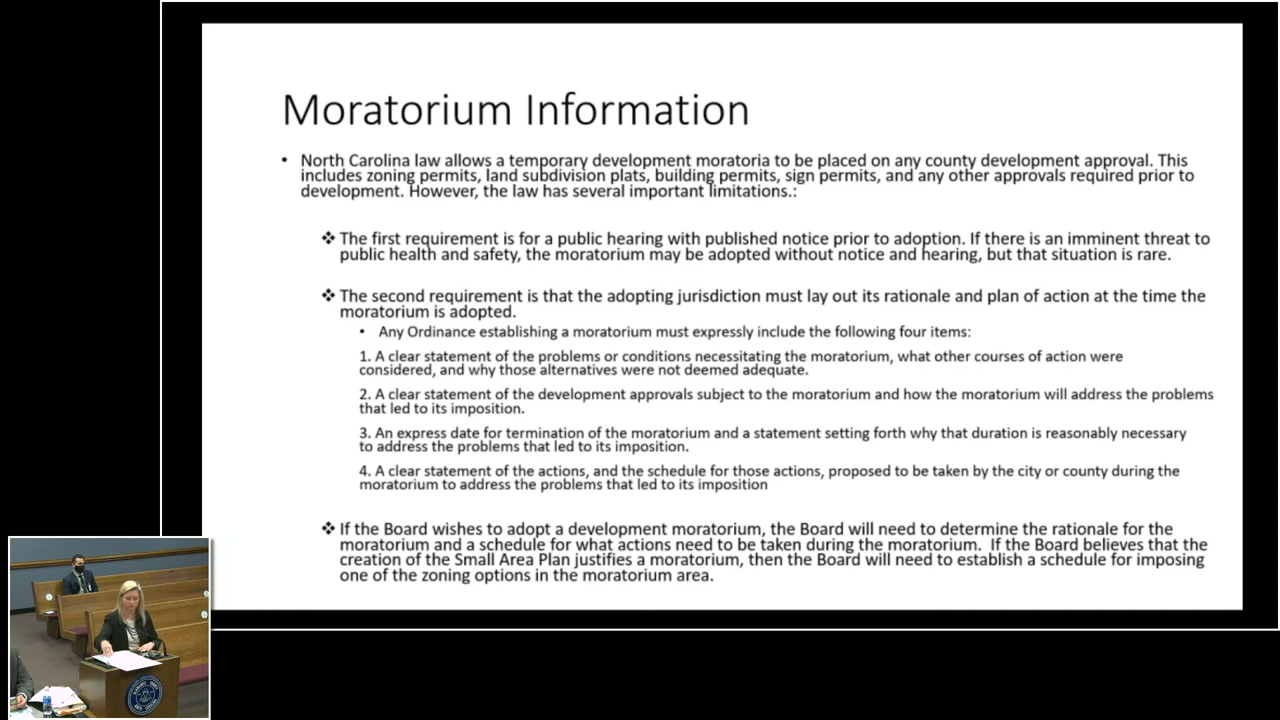 Moratorium Information
• North Carolina law allows a temporary development moratoria to be placed on any county development approval. This
includes zoning permits, land subdivision plats, building permits, sign permits, and any other approvals required prior to
development. However, the law has several important limitations.:
❖ The first requirement is for a public hearing with published notice prior to adoption. If there is an imminent threat to
public health and safety, the moratorium may be adopted without notice and hearing, but that situation is rare.
❖ The second requirement is that the adopting jurisdiction must lay out its rationale and plan of action at the time the
moratorium is adopted.
• Any Ordinance establishing a moratorium must expressly include the following four items:
1. A clear statement of the problems or conditions necessitating the moratorium, what other courses of action were
considered, and why those alternatives were not deemed adequate.
2. A clear statement of the development approvals subject to the moratorium and how the moratorium will address the problems
that led to its imposition.
3. An express date for termination of the moratorium and a statement setting forth why that duration is reasonably necessary
to address the problems that led to its imposition.
4. A clear statement of the actions, and the schedule for those actions, proposed to be taken by the city or county during the
moratorium to address the problems that led to its imposition
❖ If the Board wishes to adopt a development moratorium, the Board will need to determine the rationale for the
moratorium and a schedule for what actions need to be taken during the moratorium.  If the Board believes that the
creation of the Small Area Plan justifies a moratorium, then the Board will need to establish a schedule for imposing
one of the zoning options in the moratorium area.